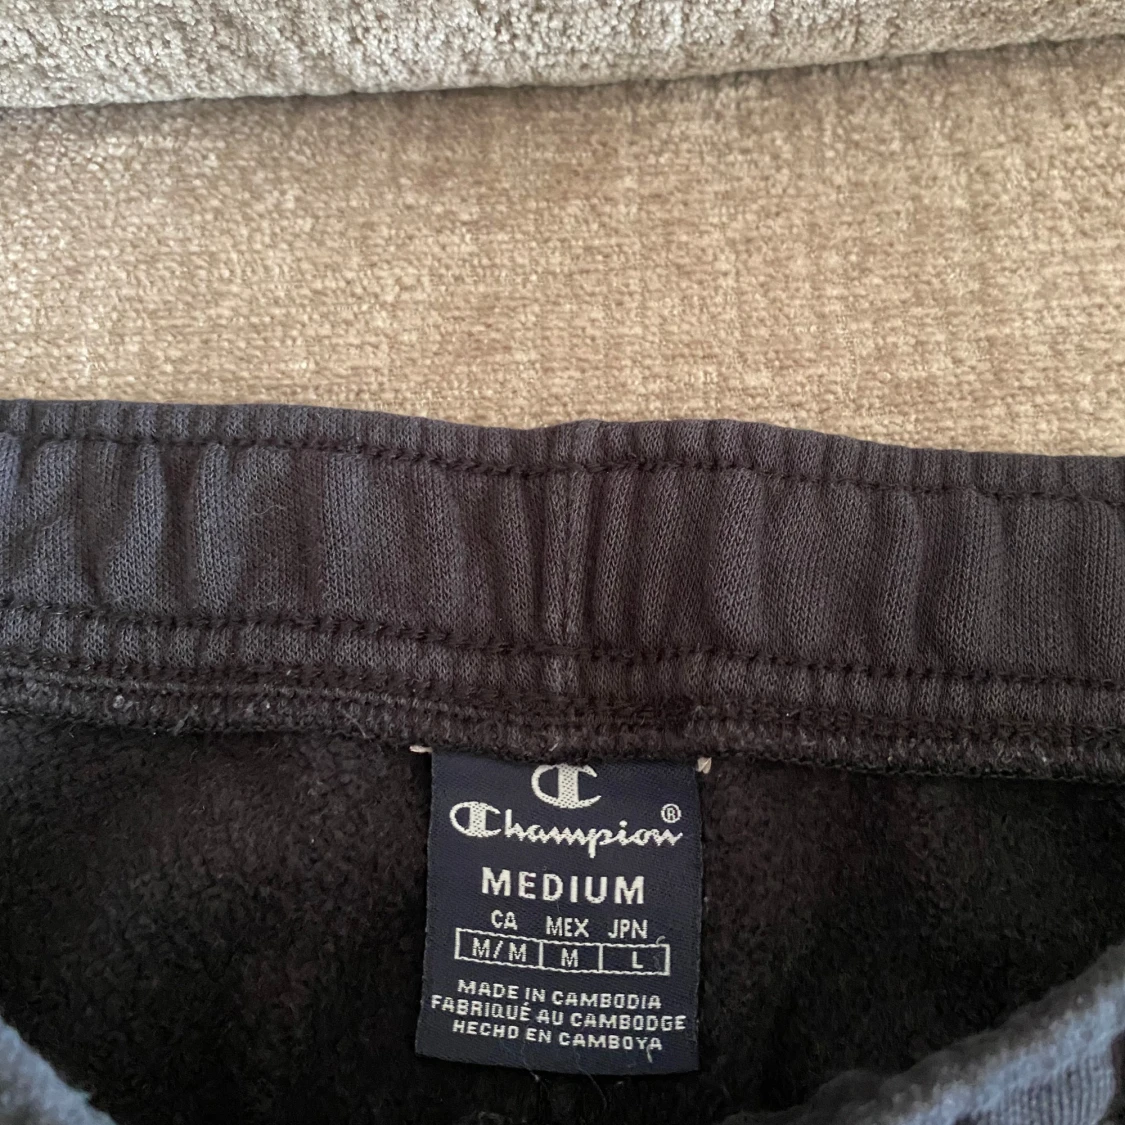 Champion®
MEDIUM
CA MEX JPN
M/M M L
MADE IN CAMBODIA
FABRIQUÉ AU CAMBODGE
HECHO EN CAMBOYA